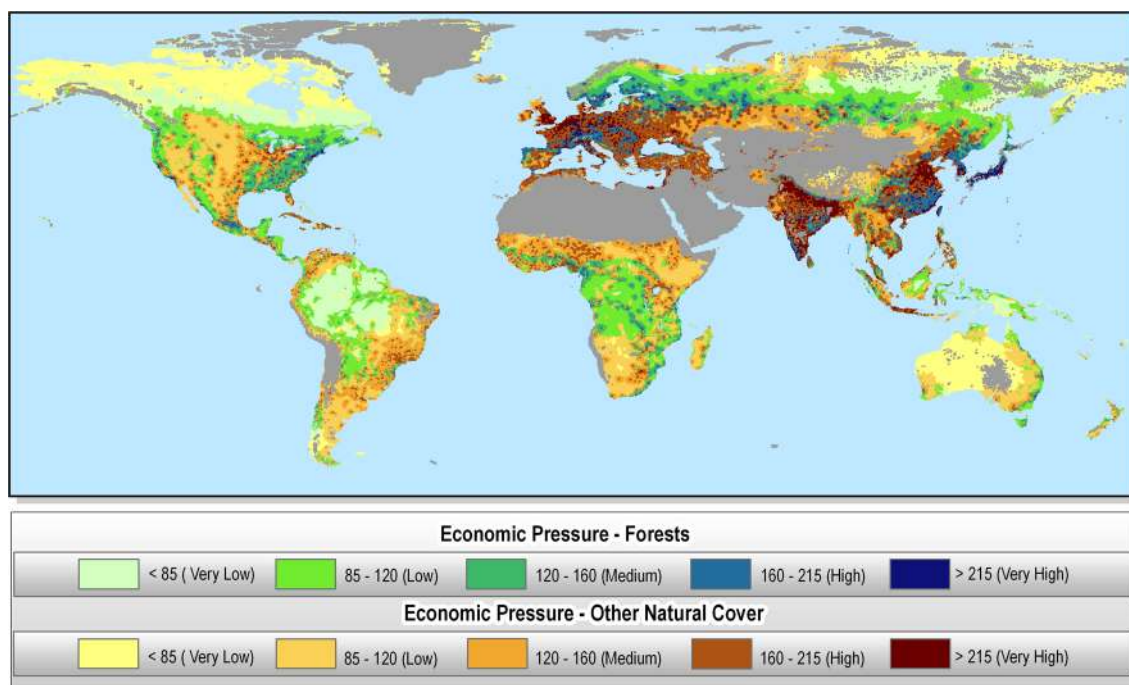 Economic Pressure - Forests
< 85 ( Very Low) 85 - 120 (Low) 120 - 160 (Medium) 160 - 215 (High) > 215 (Very High)
Economic Pressure - Other Natural Cover
< 85 ( Very Low) 85 - 120 (Low) 120 - 160 (Medium) 160 - 215 (High) > 215 (Very High)